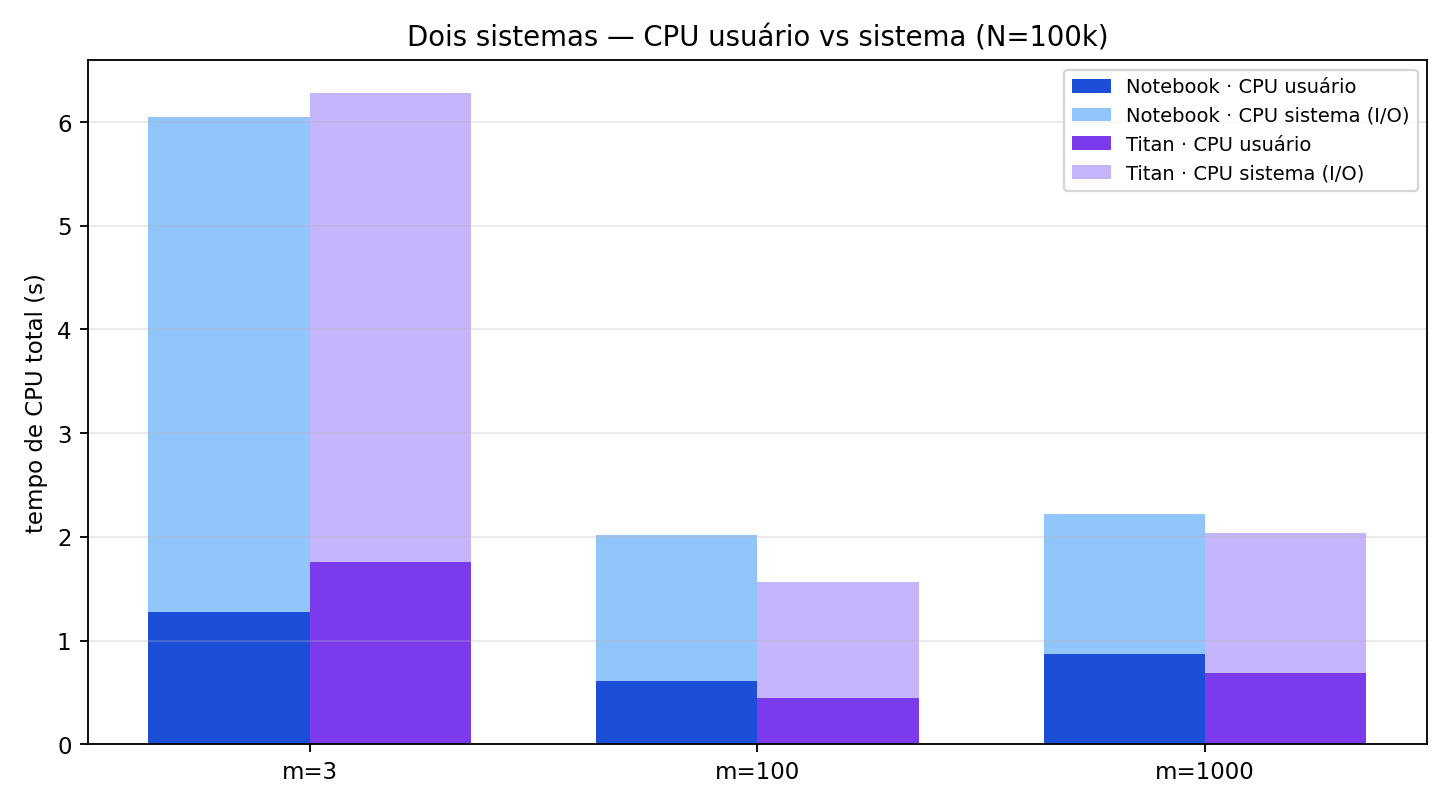 Dois sistemas — CPU usuário vs sistema (N=100k)
Notebook · CPU usuário
Notebook · CPU sistema (I/O)
Titan · CPU usuário
Titan · CPU sistema (I/O)
tempo de CPU total (s)
6
5
4
3
2
1
0
m=3
m=100
m=1000